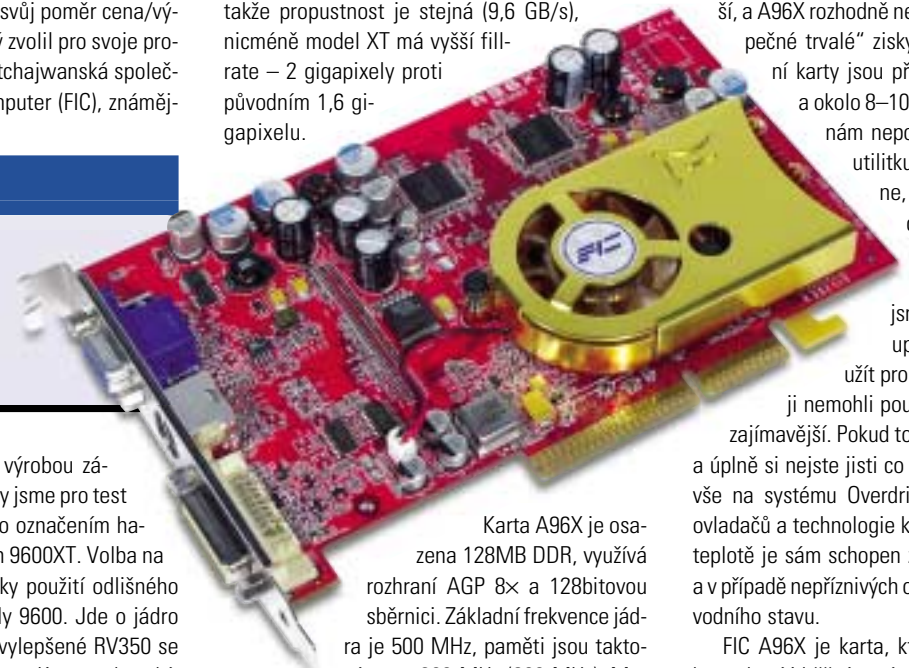 svůj poměr cena/vý-
zvolil pro svoje pro-
tchajwanská společ-
mputer (FIC), známěj-
výrobou zá-
y jsme pro test
o označením ha-
9600XT. Volba na
ky použití odlišného
dy 9600. Jde o jádro
vylepšené RV350 se
takže propustnost je stejná (9,6 GB/s),
nicméně model XT má vyšší fill-
rate – 2 gigapixely proti
původním 1,6 gi-
gapixelu.
FIC
Karta A96X je osa-
zena 128MB DDR, využívá
rozhraní AGP 8× a 128bitovou
sběrnici. Základní frekvence jád-
ra je 500 MHz, paměti jsou takto-
ší, a A96X rozhodně ne
pečné trvalé“ zisky
ní karty jsou př
a okolo 8–10
nám nepo
utilitku
ne,
jsm
up
užít pro
ji nemohli pou
zajímavější. Pokud to
a úplně si nejste jisti co
vše na systému Overdri
ovladačů a technologie k
teplotě je sám schopen
a v případě nepříznivých
vodního stavu.
FIC A96X je karta, kt